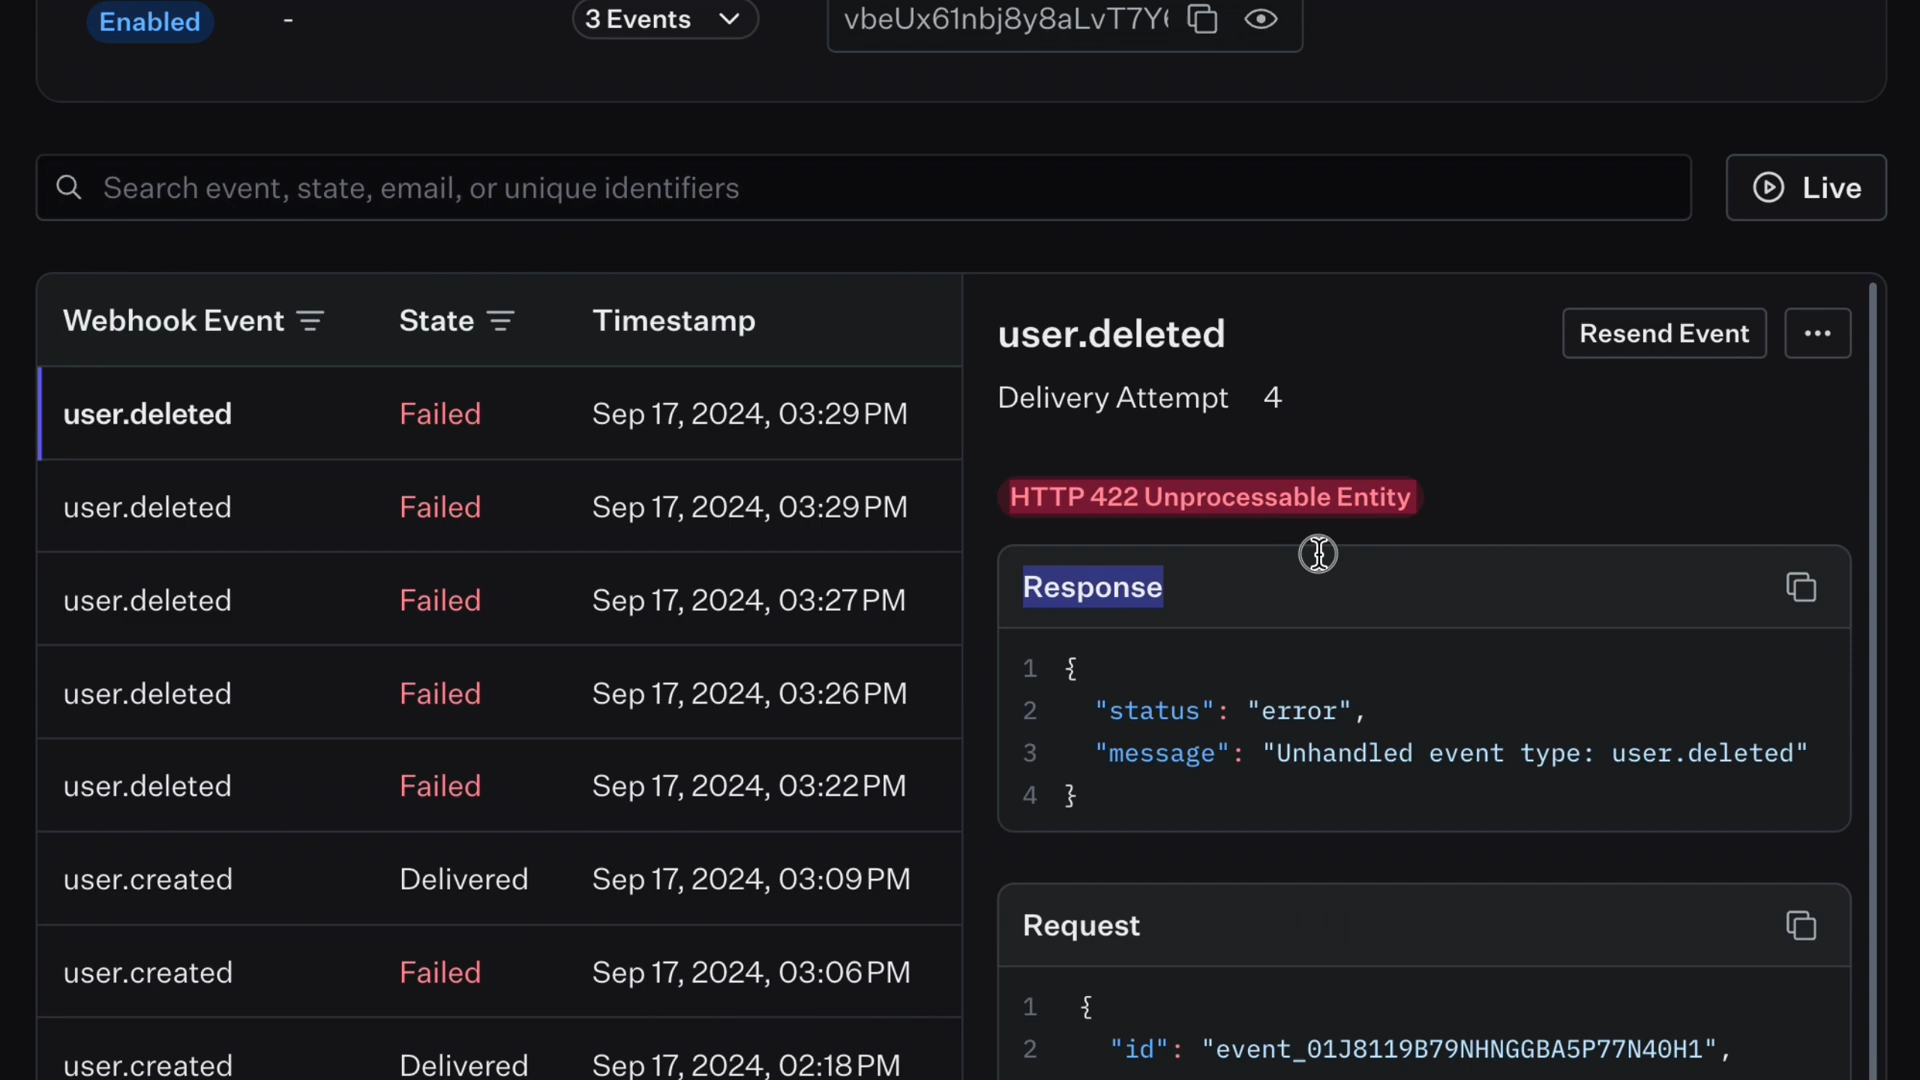 Enabled - 3 Events vbeUx61nbj8y8aLvT7Y
Search event, state, email, or unique identifiers Live
Webhook Event State Timestamp
user.deleted Failed Sep 17, 2024, 03:29 PM
user.deleted Failed Sep 17, 2024, 03:29 PM
user.deleted Failed Sep 17, 2024, 03:27 PM
user.deleted Failed Sep 17, 2024, 03:26 PM
user.deleted Failed Sep 17, 2024, 03:22 PM
user.created Delivered Sep 17, 2024, 03:09 PM
user.created Failed Sep 17, 2024, 03:06 PM
user.created Delivered Sep 17, 2024, 02:18 PM
user.deleted Resend Event ...
Delivery Attempt 4
HTTP 422 Unprocessable Entity
Response
1 {
2 "status": "error",
3 "message": "Unhandled event type: user.deleted"
4 }
Request
1 {
2 "id": "event_01J8119B79NHNGGBA5P77N40H1",